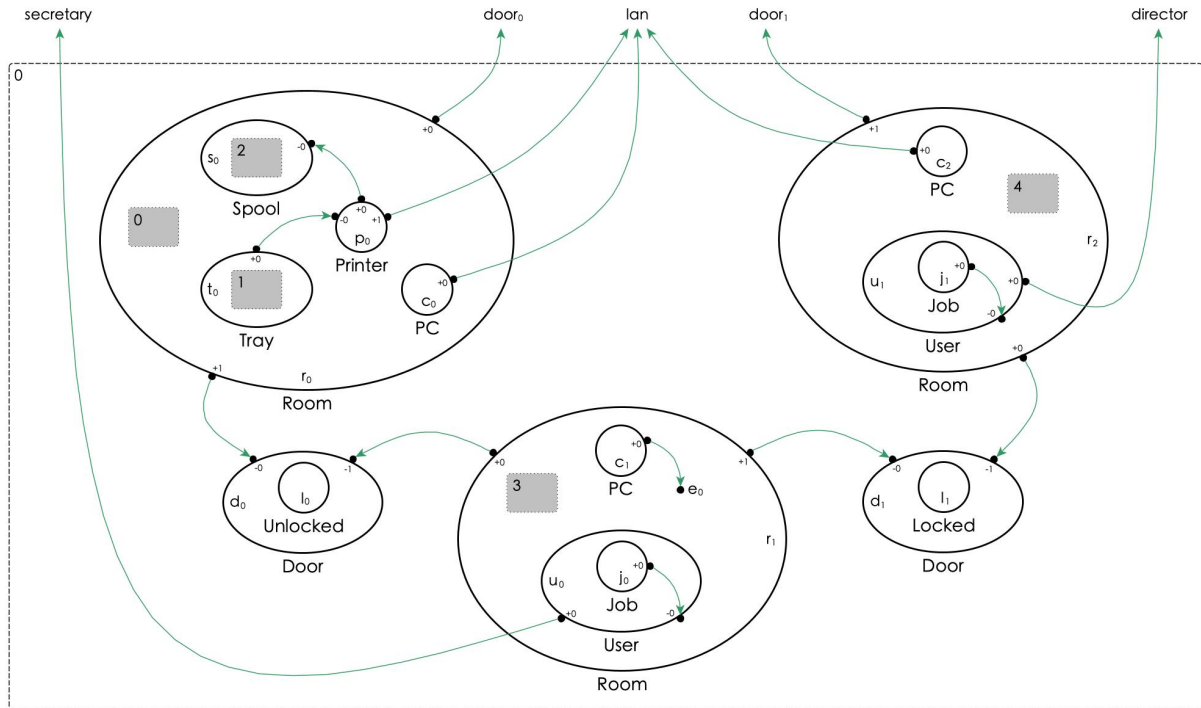 secretary door₀ lan door₁ director
0
+0 +1
s₀ 2 -0 +0 c₂
Spool PC 4
0 +0
-0 +1
p₀ r₂
Printer
+0
t₀ 1 +0 c₀ u₁ j₁ +0 +0
Tray PC Job -0
User
+1 r₀ +0
Room Room
-0 -1 +0 +0 +1 -0 -1
c₁
d₀ l₀ 3 PC e₀ d₁ l₁
Unlocked Locked
Door r₁ Door
u₀ j₀ +0
Job
+0 -0
User
Room